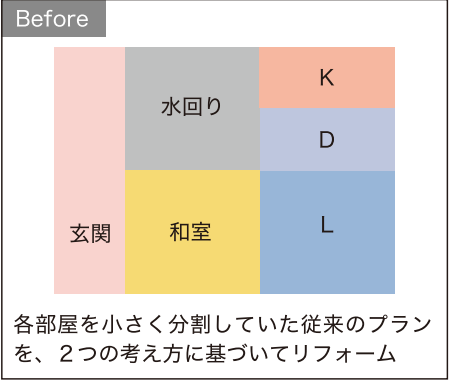 Before
水回り
K
D
玄関
和室
L
各部屋を小さく分割していた従来のプラン
を、２つの考え方に基づいてリフォーム